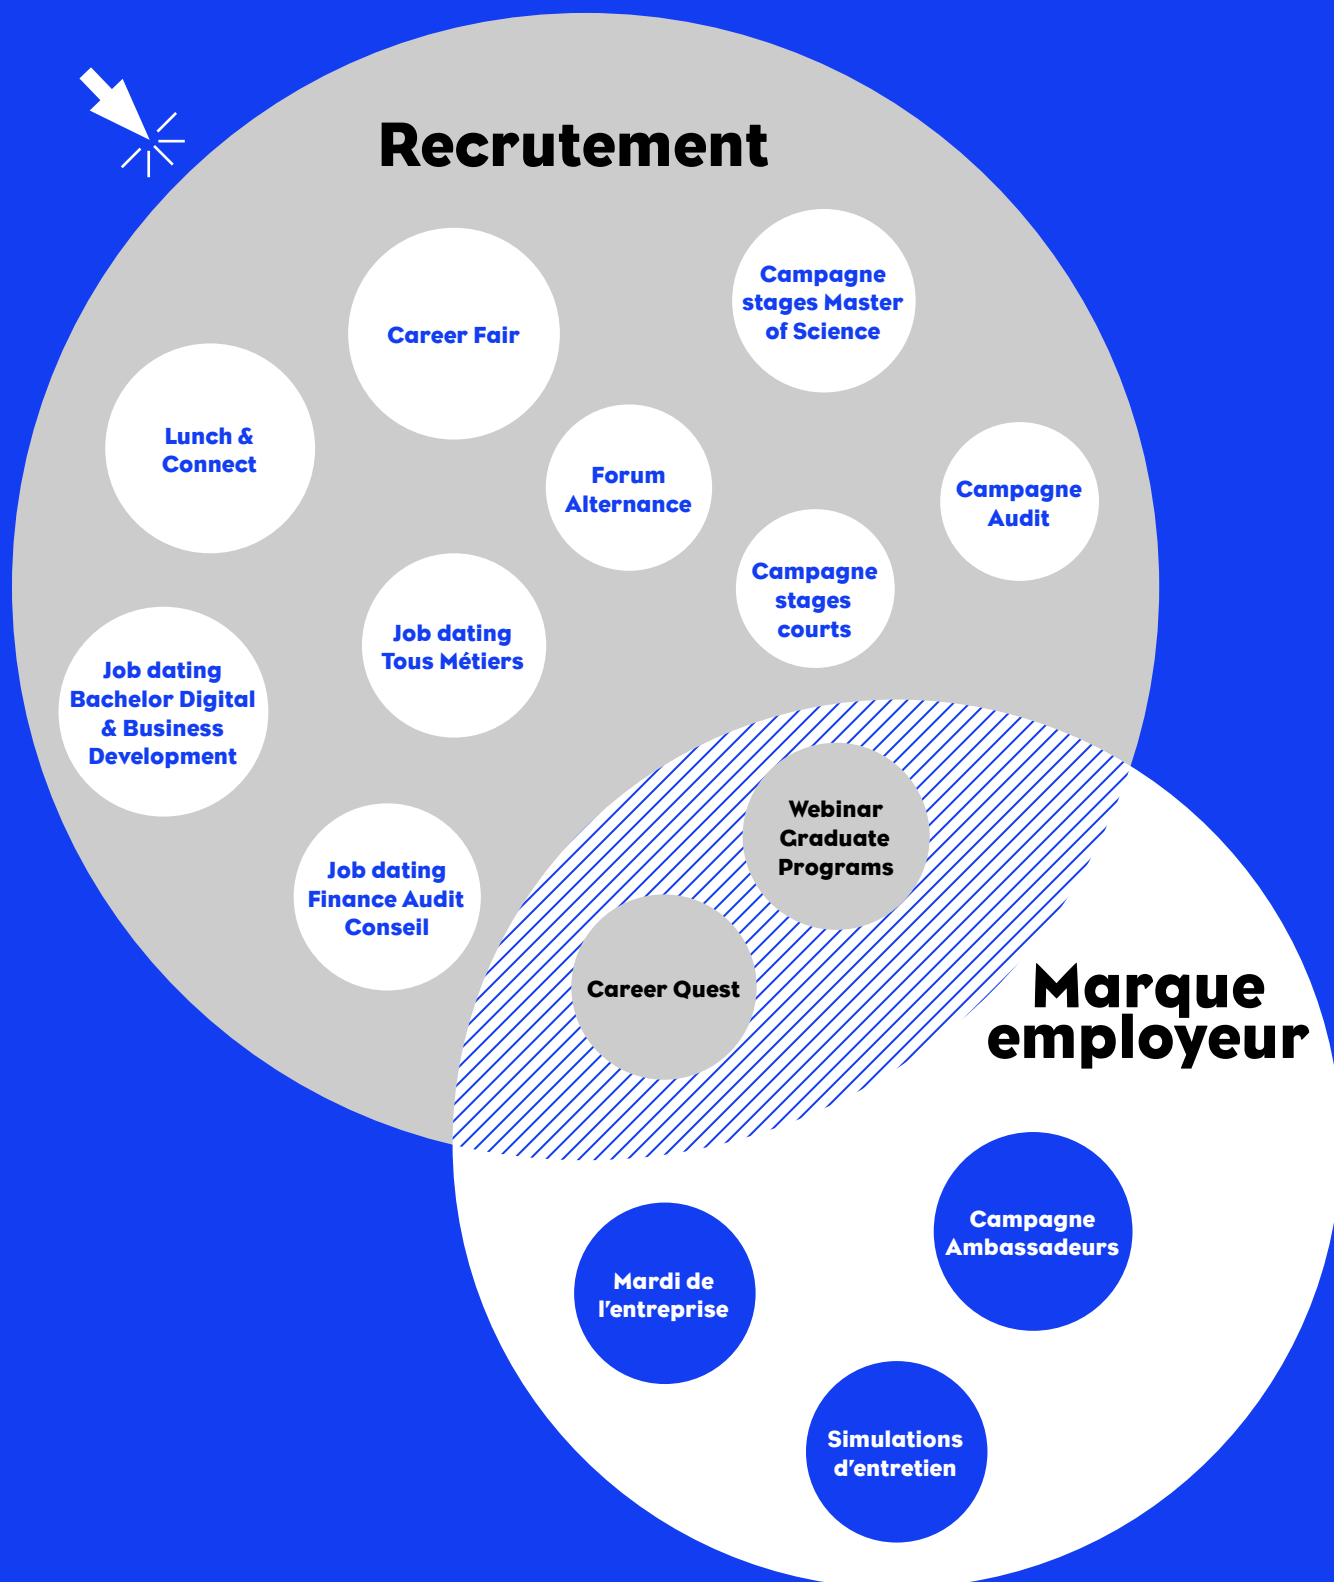 Recrutement
Campagne
stages Master
of Science
Career Fair
Lunch &
Connect
Forum
Alternance
Campagne
Audit
Campagne
stages
courts
Job dating
Tous Métiers
Job dating
Bachelor Digital
& Business
Development
Job dating
Finance Audit
Conseil
Webinar
Graduate
Programs
Career Quest
Marque
employeur
Campagne
Ambassadeurs
Mardi de
l’entreprise
Simulations
d’entretien